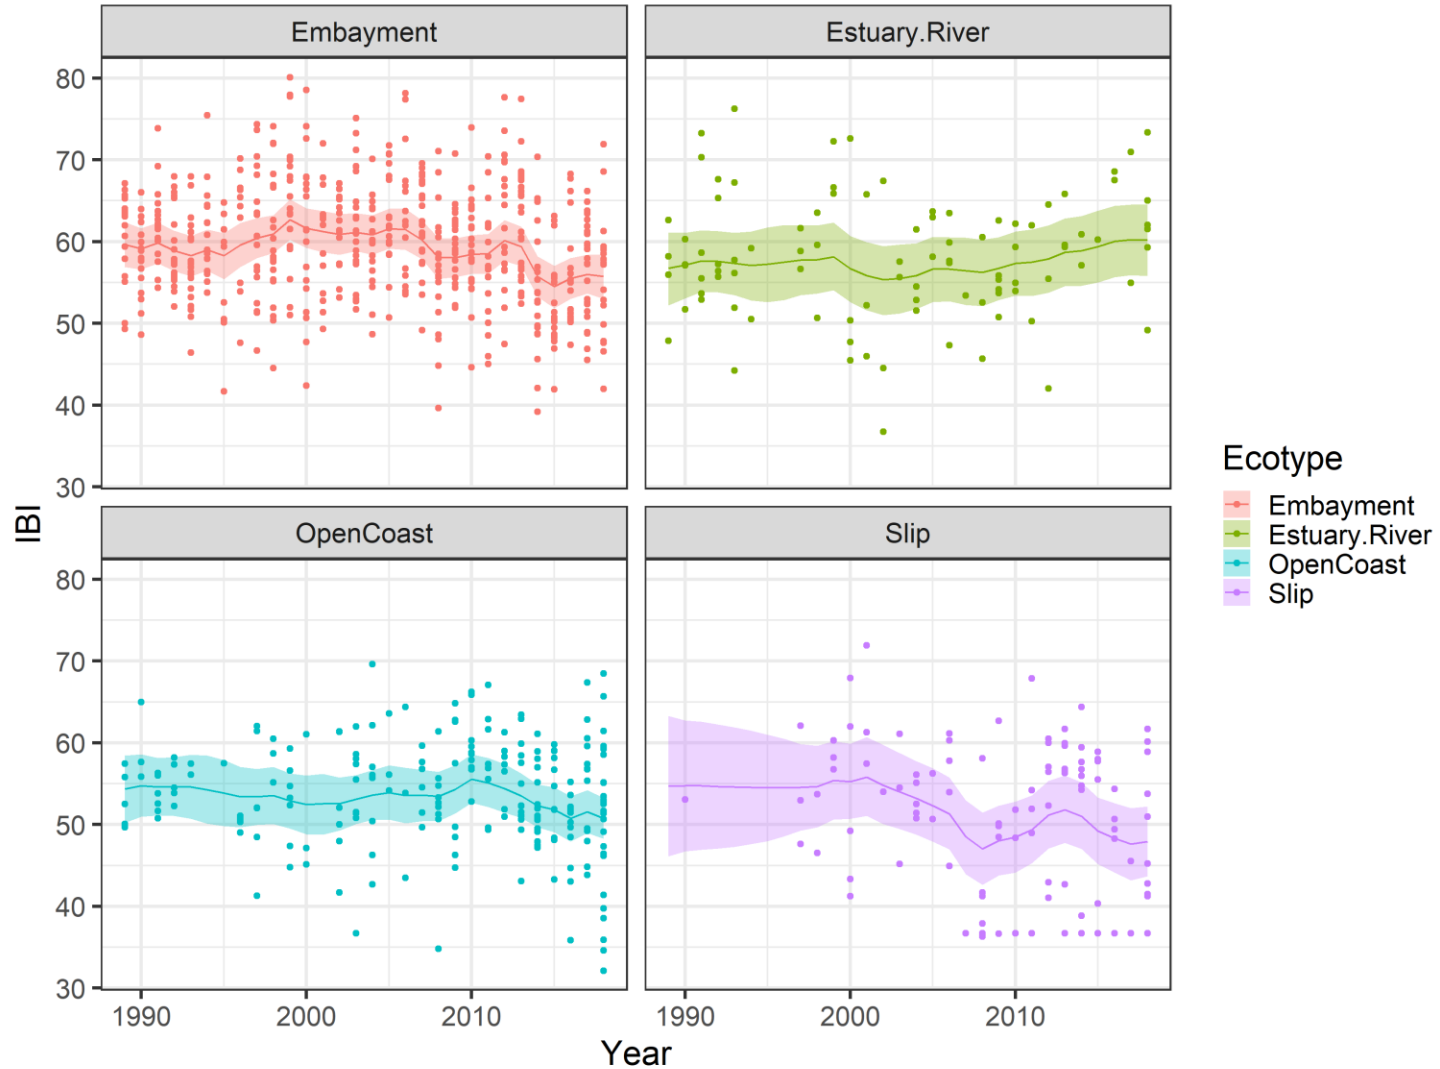 Embayment
Estuary.River
80
70
60
50
40
30
OpenCoast
Slip
80
70
60
50
40
30
1990 2000 2010
1990 2000 2010
Year
IBI
Ecotype
Embayment
Estuary.River
OpenCoast
Slip